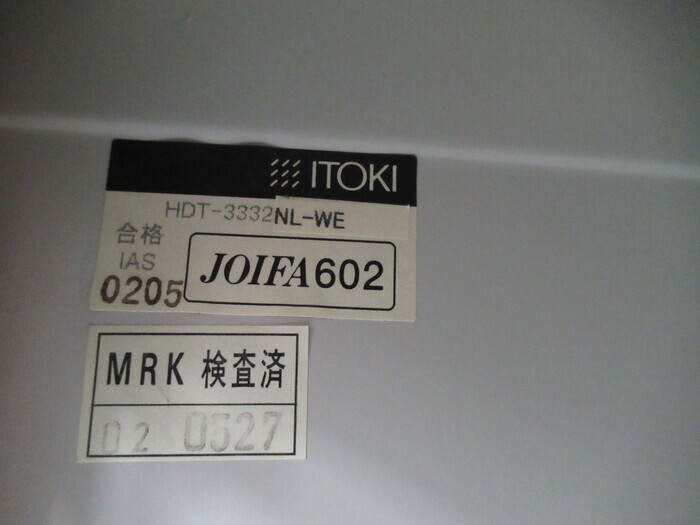 ITOKI
HDT-3332NL-WE
合格
IAS
0205
JOIFA602
MRK 検査済
02 0527